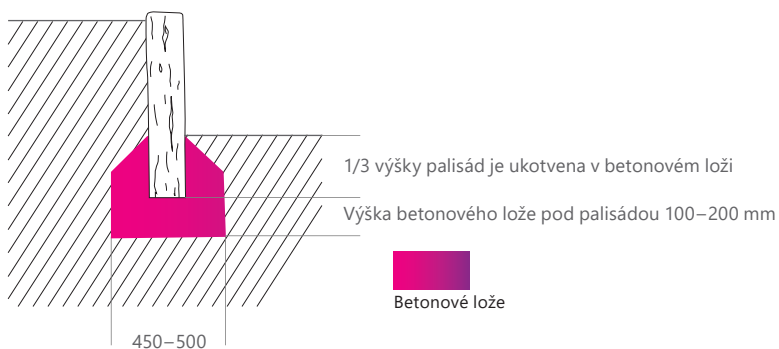 1/3 výšky palisád je ukotvena v betonovém loži
Výška betonového lože pod palisádou 100–200 mm
Betonové lože
450–500